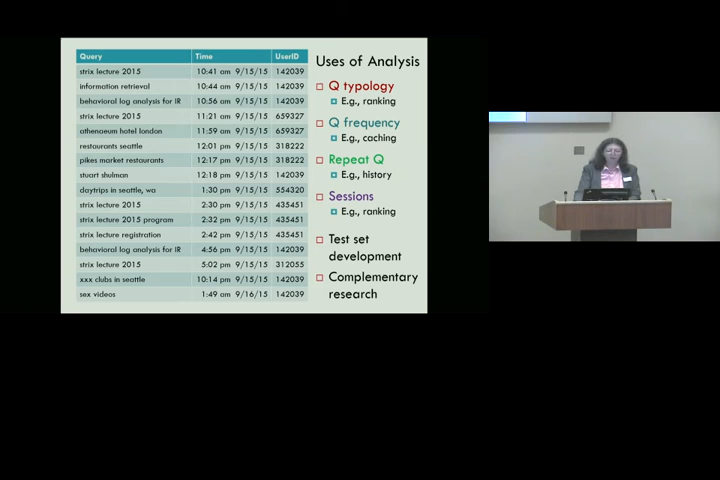 Query Time UserID
strix lecture 2015 10:41 am 9/15/15 142039
information retrieval 10:44 am 9/15/15 142039
behavioral log analysis for IR 10:56 am 9/15/15 142039
strix lecture 2015 11:21 am 9/15/15 659327
athenaeum hotel london 11:59 am 9/15/15 659327
restaurants seattle 12:01 pm 9/15/15 318222
pikes market restaurants 12:17 pm 9/15/15 318222
stuart shulman 12:18 pm 9/15/15 142039
daytrips in seattle, wa 1:30 pm 9/15/15 554320
strix lecture 2015 2:30 pm 9/15/15 435451
strix lecture 2015 program 2:32 pm 9/15/15 435451
strix lecture registration 2:42 pm 9/15/15 435451
behavioral log analysis for IR 4:56 pm 9/15/15 142039
strix lecture 2015 5:02 pm 9/15/15 312055
xxx clubs in seattle 10:14 pm 9/15/15 142039
sex videos 1:49 am 9/16/15 142039
Uses of Analysis
Q typology
E.g., ranking
Q frequency
E.g., caching
Repeat Q
E.g., history
Sessions
E.g., ranking
Test set
development
Complementary
research